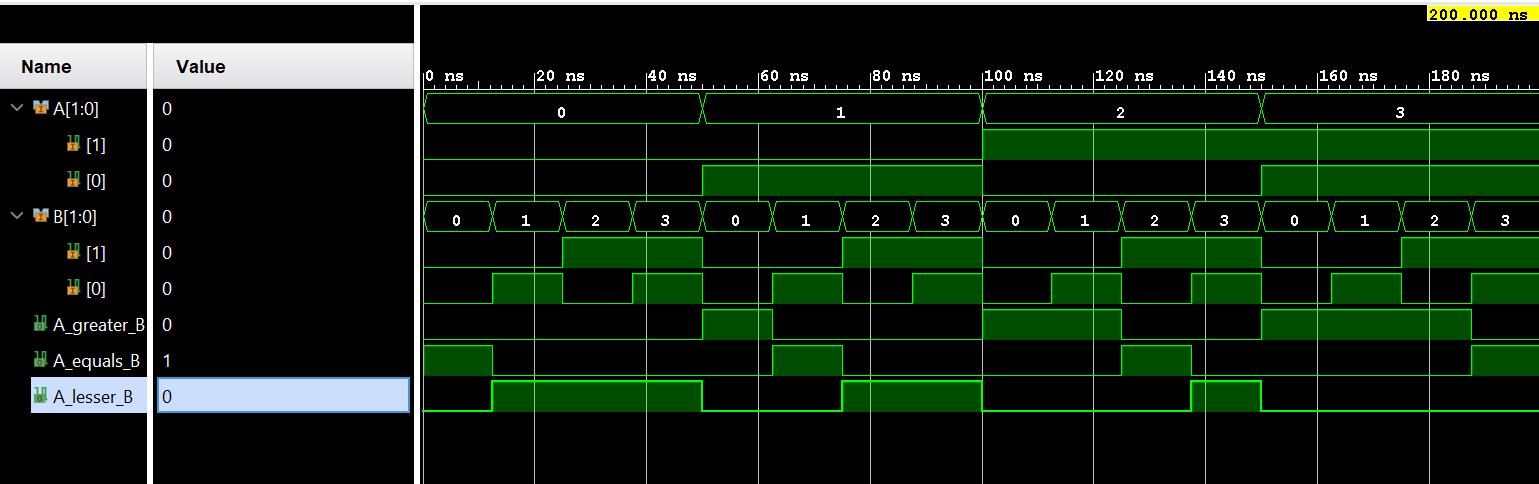 200.000 ns
Name Value
0 ns 20 ns 40 ns 60 ns 80 ns 100 ns 120 ns 140 ns 160 ns 180 ns
A[1:0] 0 0 1 2 3
[1] 0
[0] 0
B[1:0] 0 0 1 2 3 0 1 2 3 0 1 2 3 0 1 2 3
[1] 0
[0] 0
A_greater_B 0
A_equals_B 1
A_lesser_B 0